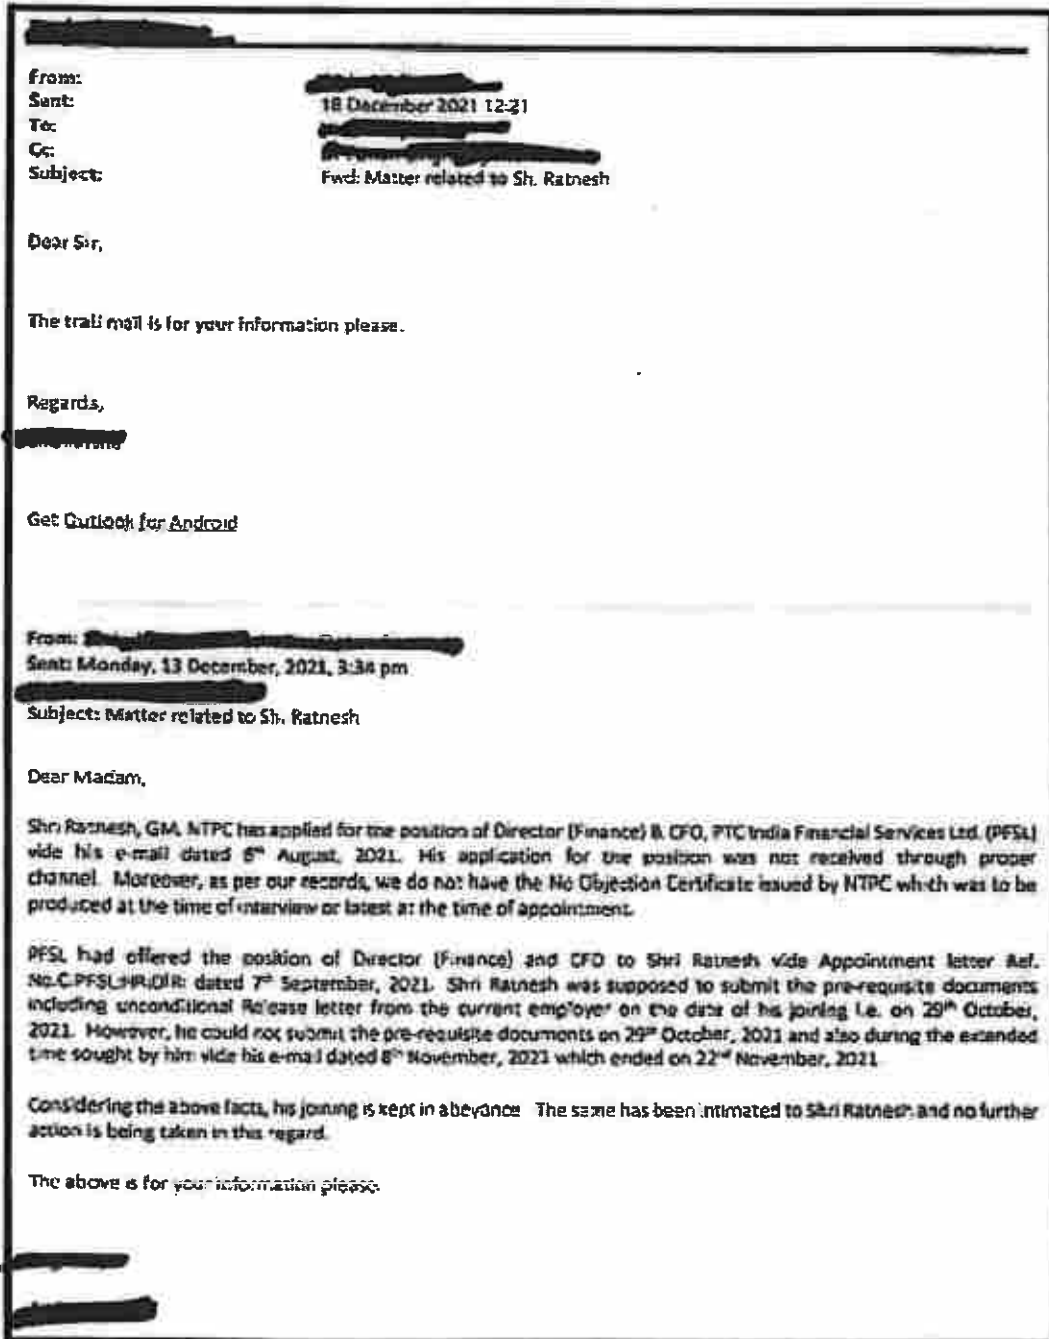 From:
Sent: 18 December 2021 12:21
To:
Cc:
Subject: Fwd: Matter related to Sh. Ratnesh
Dear Sir,
The trail mail is for your information please.
Regards,
Get Outlook for Android
From:
Sent: Monday, 13 December, 2021, 3:34 pm
Subject: Matter related to Sh. Ratnesh
Dear Madam,
Shri Ratnesh, GM, NTPC has applied for the position of Director (Finance) & CFO, PTC India Financial Services Ltd. (PFSL)
vide his e-mail dated 6th August, 2021. His application for the position was not received through proper
channel. Moreover, as per our records, we do not have the No Objection Certificate issued by NTPC which was to be
produced at the time of interview or latest at the time of appointment.
PFSL had offered the position of Director (Finance) and CFO to Shri Ratnesh vide Appointment letter Ref.
No.C:PFSL:HR:DIR: dated 7th September, 2021. Shri Ratnesh was supposed to submit the pre-requisite documents
including unconditional Release letter from the current employer on the date of his joining i.e. on 29th October,
2021. However, he could not submit the pre-requisite documents on 29th October, 2021 and also during the extended
time sought by him vide his e-mail dated 8th November, 2021 which ended on 22nd November, 2021
Considering the above facts, his joining is kept in abeyance The same has been intimated to Shri Ratnesh and no further
action is being taken in this regard.
The above is for your information please.